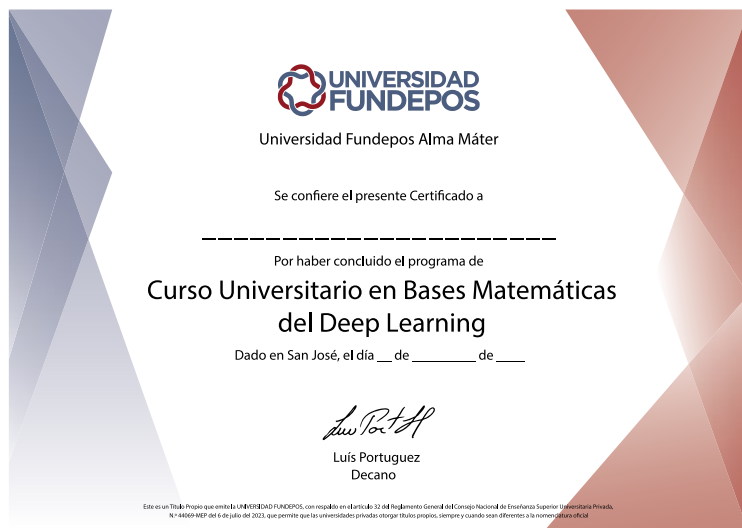 UNIVERSIDAD
FUNDEPOS
Universidad Fundepos Alma Máter
Se confiere el presente Certificado a
_______________________
Por haber concluido el programa de
Curso Universitario en Bases Matemáticas
del Deep Learning
Dado en San José, el día __ de _________ de ____
Luís Portuguez
Decano
Este es un Título Propio que emite la UNIVERSIDAD FUNDEPOS, con respaldo en el artículo 32 del Reglamento General del Consejo Nacional de Enseñanza Superior Universitaria Privada,
N.º 44069-MEP del 6 de julio del 2023, que permite que las universidades privadas otorgar títulos propios, siempre y cuando sean diferentes a la nomenclatura oficial